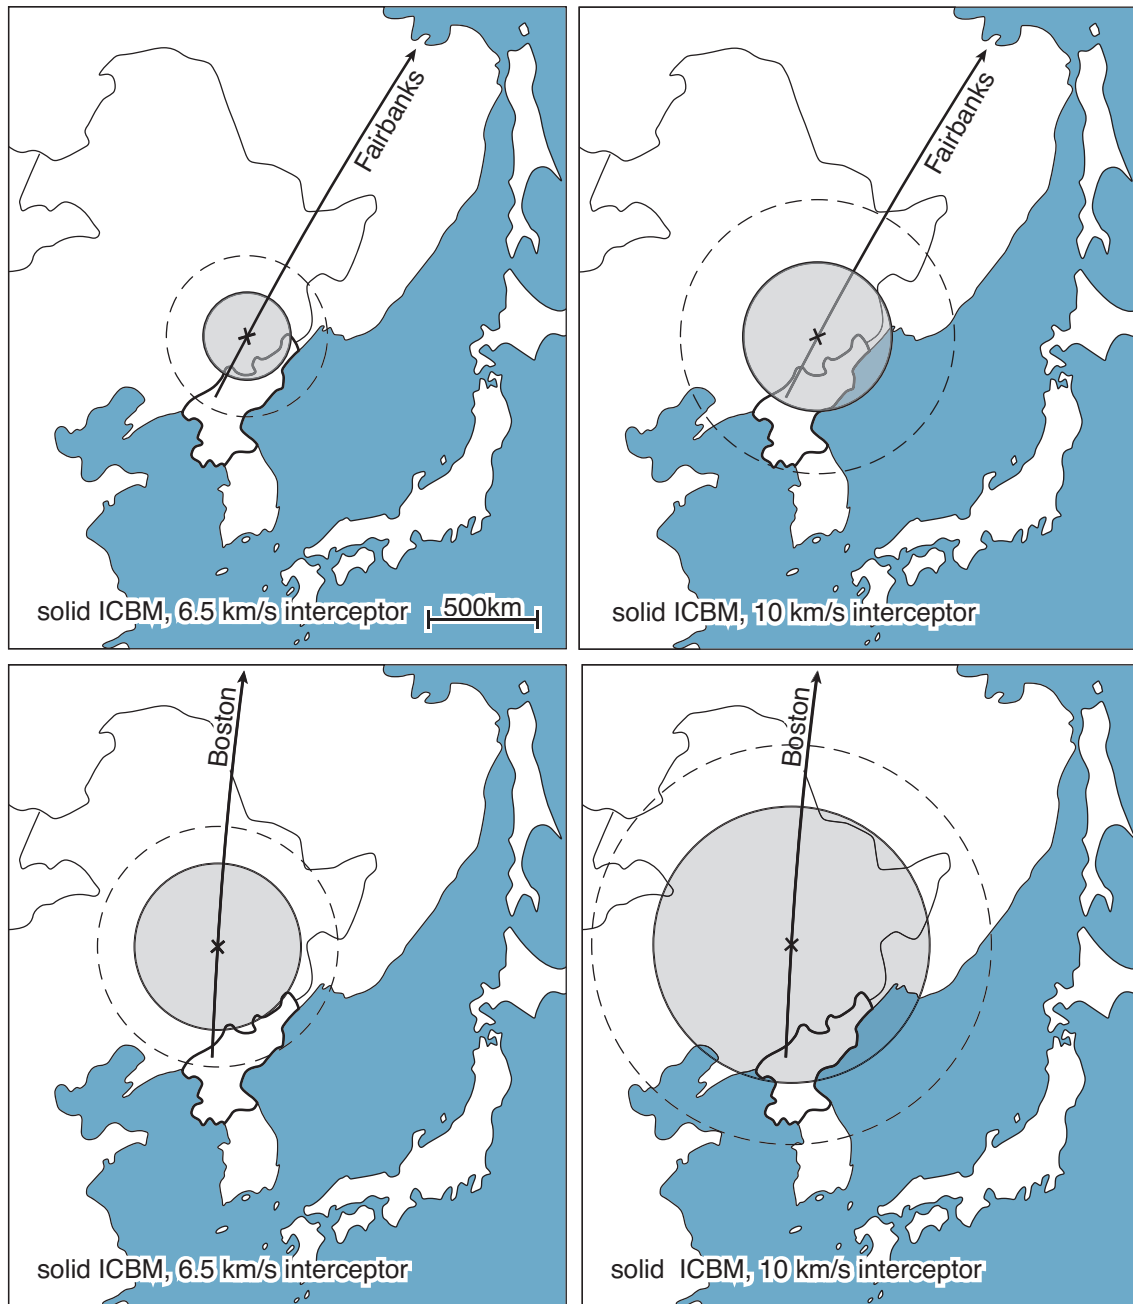 Fairbanks
solid ICBM, 6.5 km/s interceptor
500km
Fairbanks
solid ICBM, 10 km/s interceptor
Boston
solid ICBM, 6.5 km/s interceptor
Boston
solid ICBM, 10 km/s interceptor